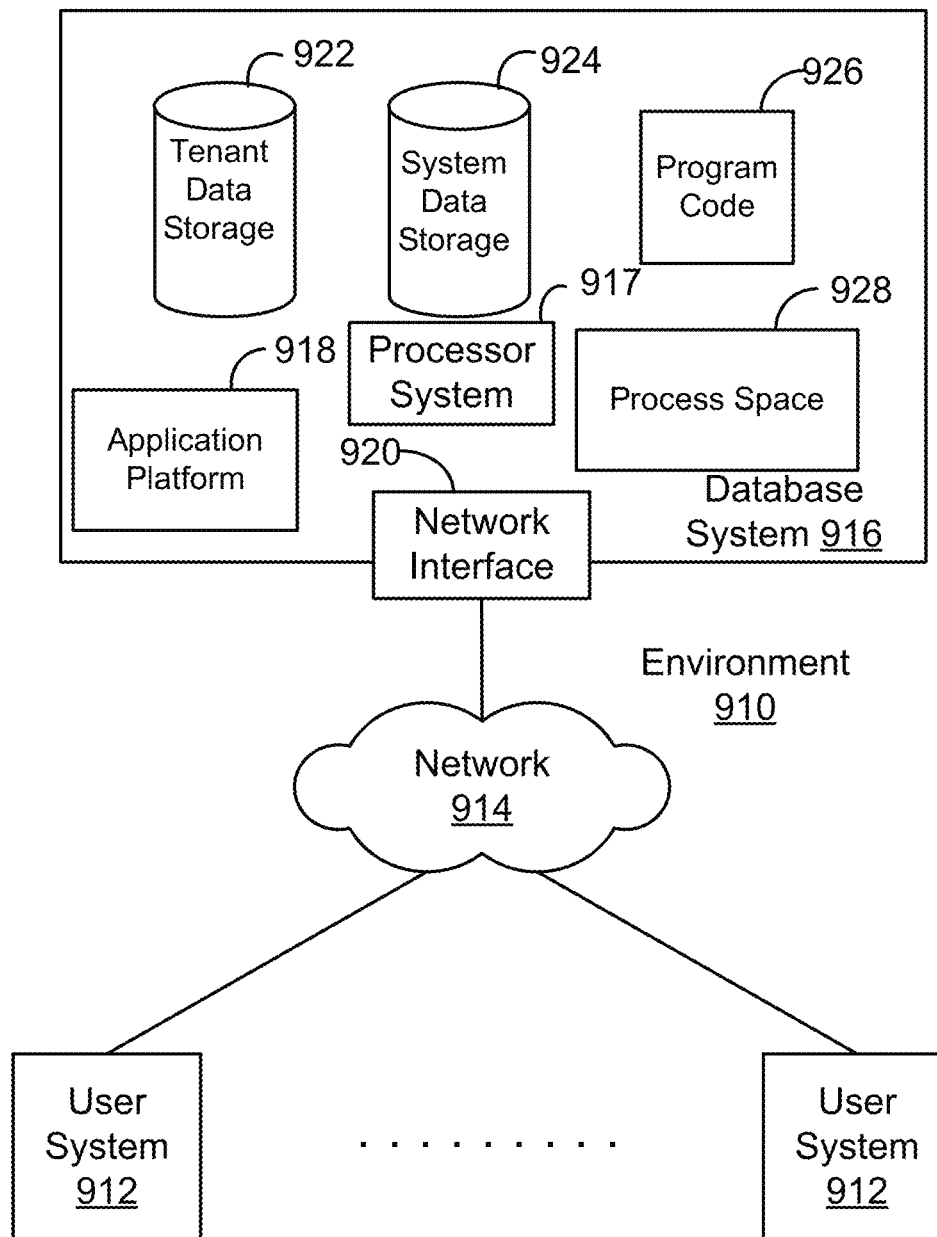 922
924
926
Tenant
Data
Storage
System
Data
Storage
Program
Code
917
928
918
Processor
System
Process Space
Application
Platform
920
Database
System 916
Network
Interface
Environment
910
Network
914
User
System
912
. . . . . . . . .
User
System
912